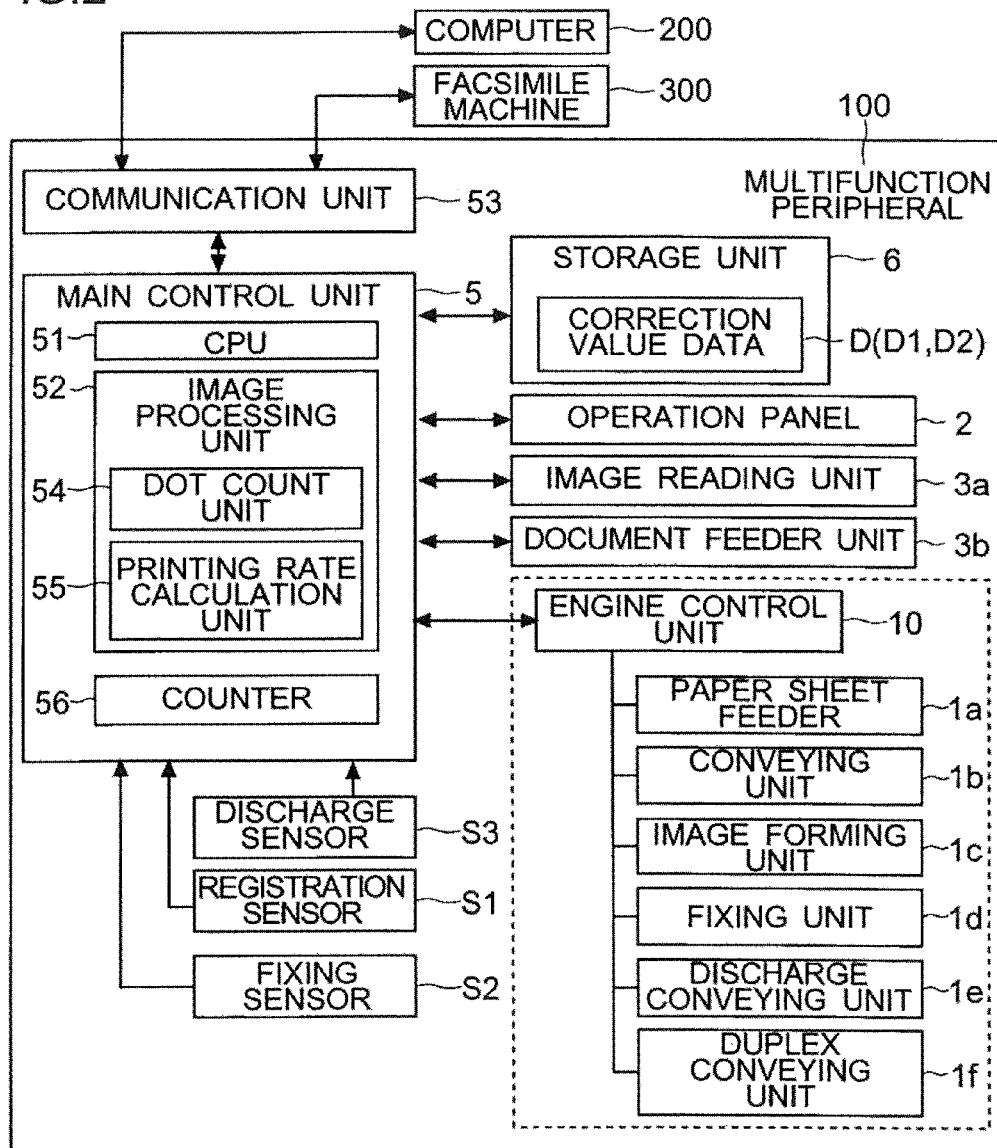 COMPUTER
200
FACSIMILE
MACHINE
300
100
MULTIFUNCTION
PERIPHERAL
COMMUNICATION UNIT
53
MAIN CONTROL UNIT
5
51
CPU
52
IMAGE
PROCESSING
UNIT
54
DOT COUNT
UNIT
55
PRINTING RATE
CALCULATION
UNIT
56
COUNTER
STORAGE UNIT
6
CORRECTION
VALUE DATA
D(D1,D2)
OPERATION PANEL
2
IMAGE READING UNIT
3a
DOCUMENT FEEDER UNIT
3b
ENGINE CONTROL
UNIT
10
PAPER SHEET
FEEDER
1a
CONVEYING
UNIT
1b
IMAGE FORMING
UNIT
1c
FIXING UNIT
1d
DISCHARGE
CONVEYING UNIT
1e
DUPLEX
CONVEYING
UNIT
1f
DISCHARGE
SENSOR
S3
REGISTRATION
SENSOR
S1
FIXING
SENSOR
S2